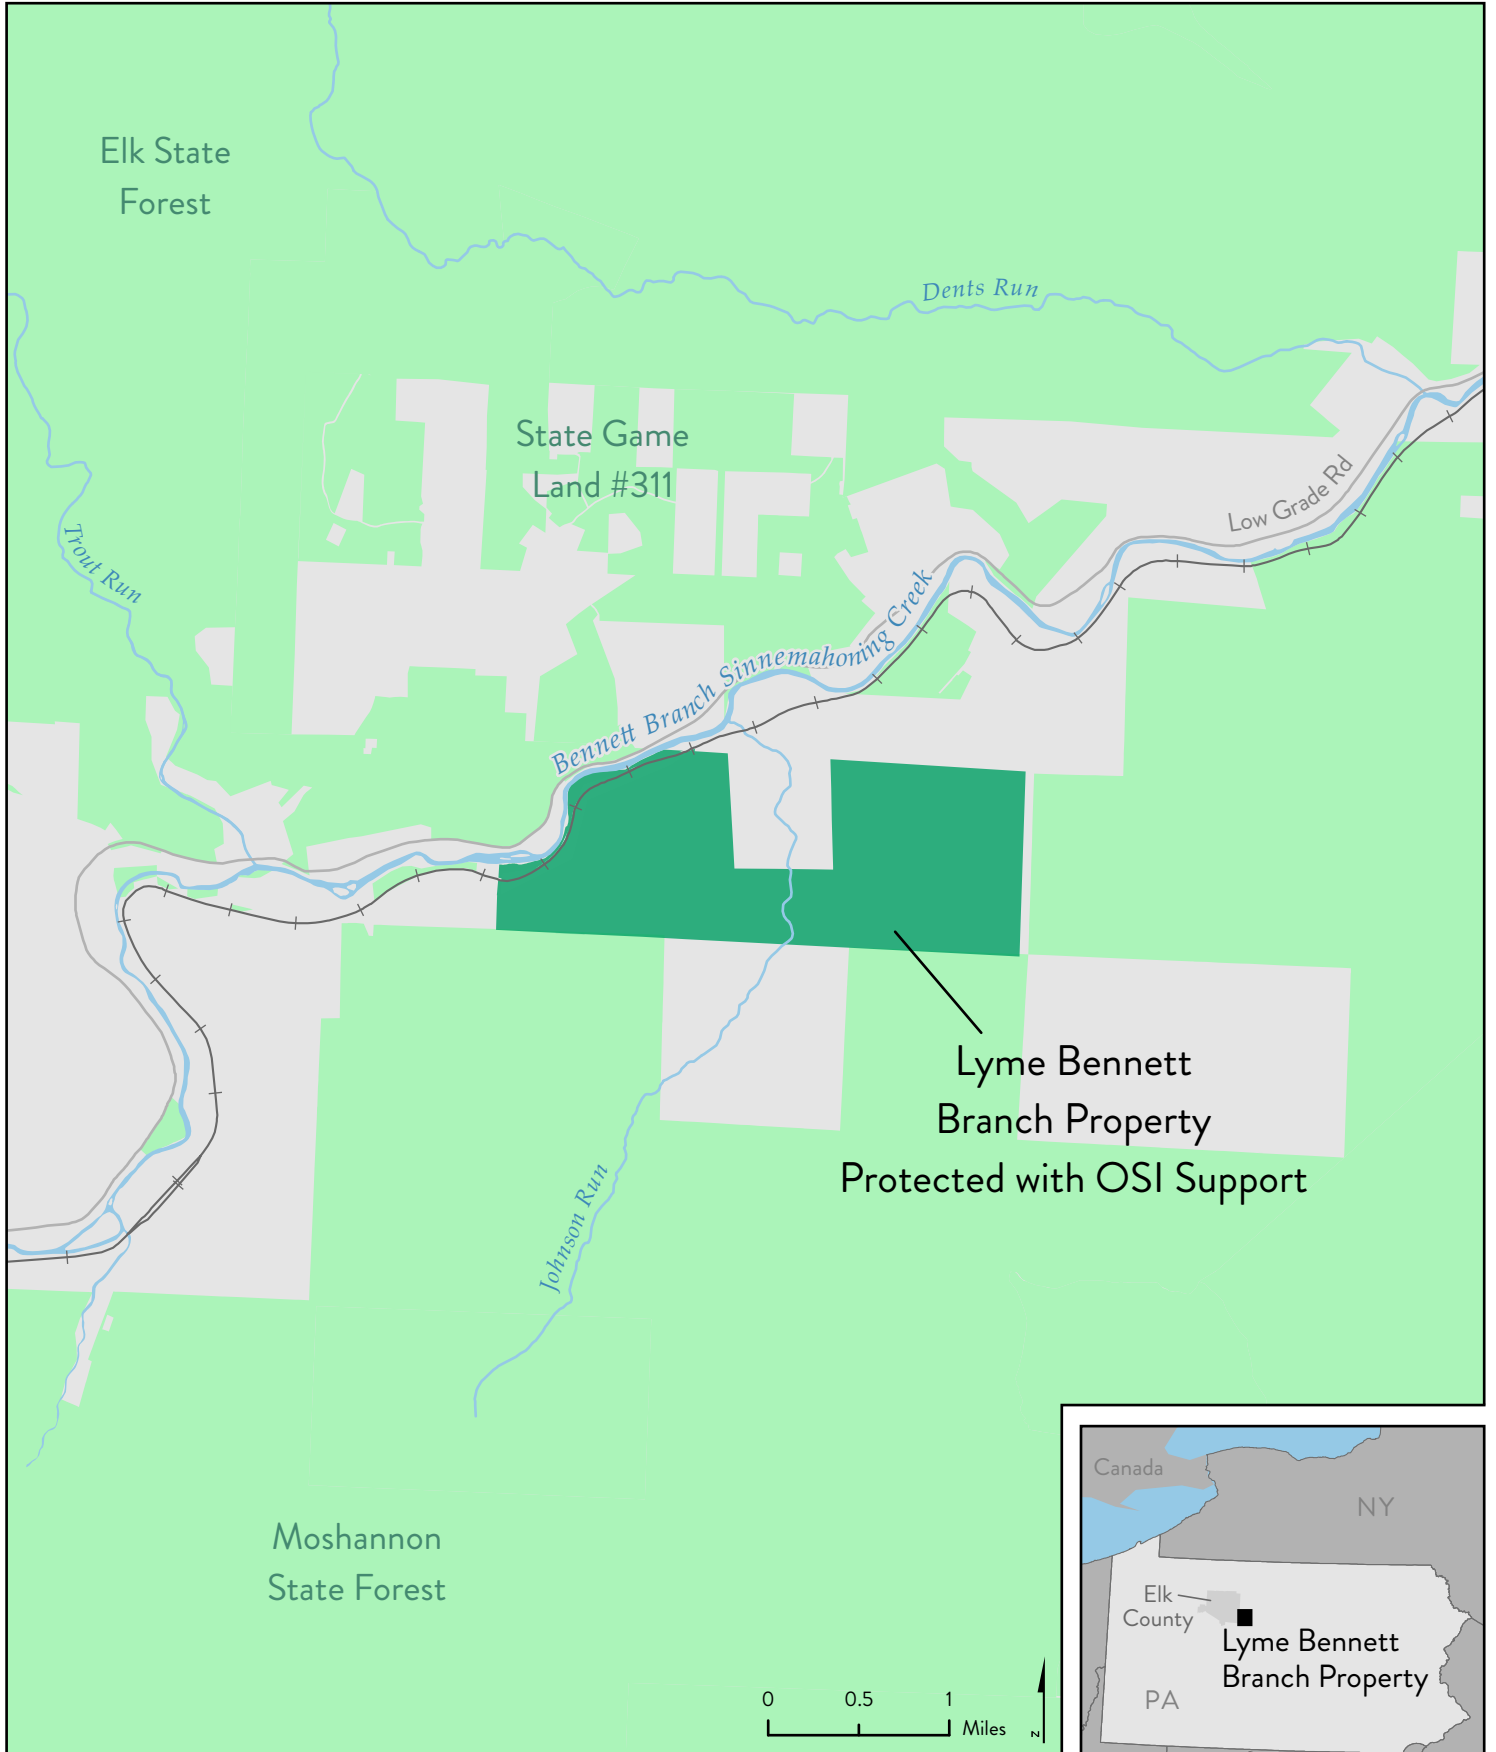 Elk State
Forest
Dents Run
State Game
Land #311
Low Grade Rd
Trout Run
Bennett Branch Sinnemahoning Creek
Lyme Bennett
Branch Property
Protected with OSI Support
Johnson Run
Moshannon
State Forest
0 0.5 1
Miles
N
Canada
NY
Elk
County
Lyme Bennett
Branch Property
PA